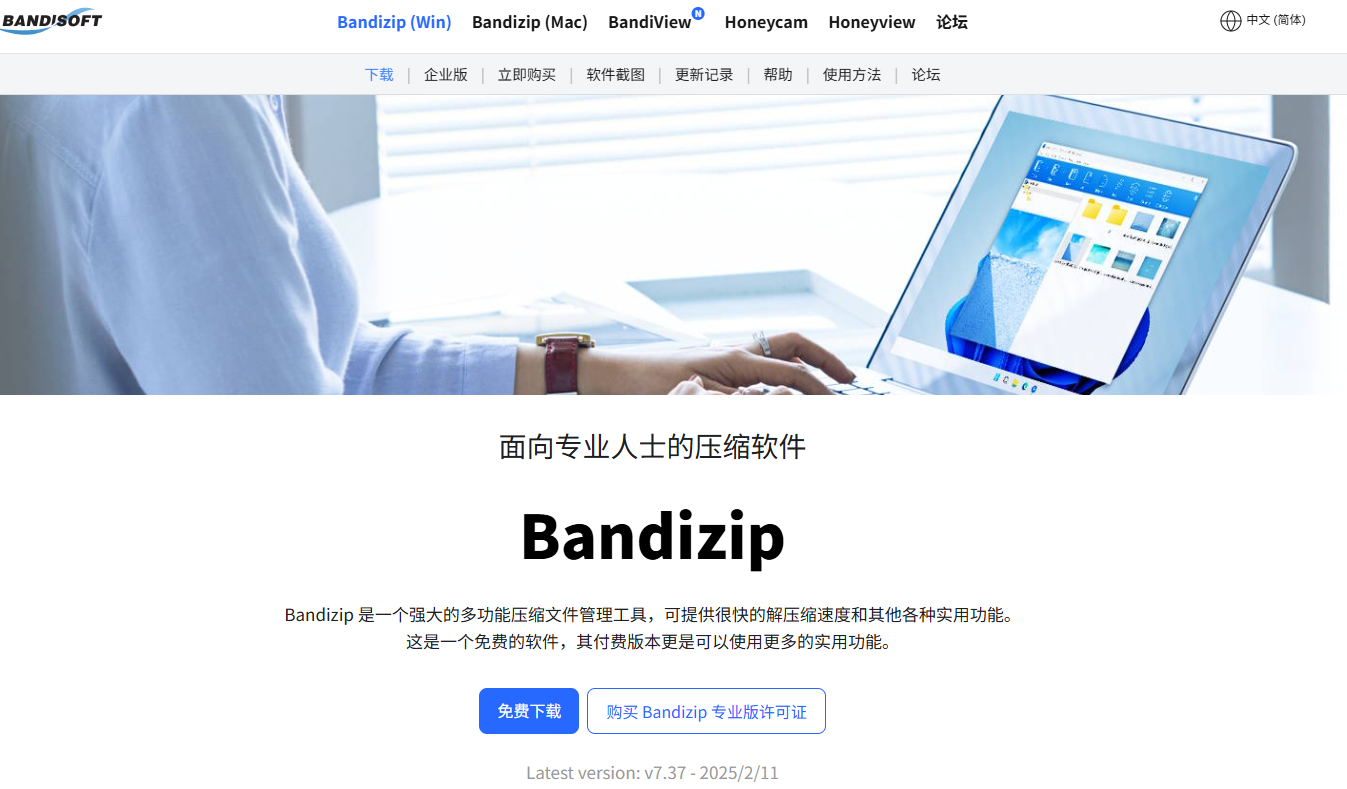 BANDISOFT
Bandizip (Win) Bandizip (Mac) BandiView N Honeycam Honeyview 论坛
中文 (简体)
下载 | 企业版 | 立即购买 | 软件截图 | 更新记录 | 帮助 | 使用方法 | 论坛
面向专业人士的压缩软件
Bandizip
Bandizip 是一个强大的多功能压缩文件管理工具，可提供很快的解压缩速度和其他各种实用功能。
这是一个免费的软件，其付费版本更是可以使用更多的实用功能。
免费下载
购买 Bandizip 专业版许可证
Latest version: v7.37 - 2025/2/11